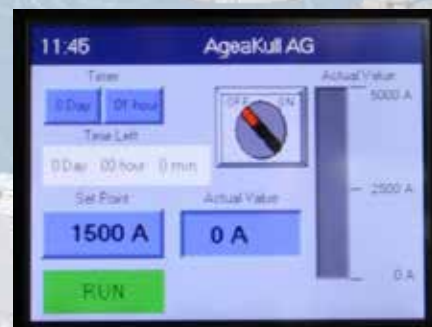 11:45 AgeaKull AG
Timer
Actual Value
0 Day 01 hour
OFF ON
5000 A
Time Left
0 Day 00 hour 0 min
Set Point
Actual Value
2500 A
1500 A
0 A
RUN
0 A